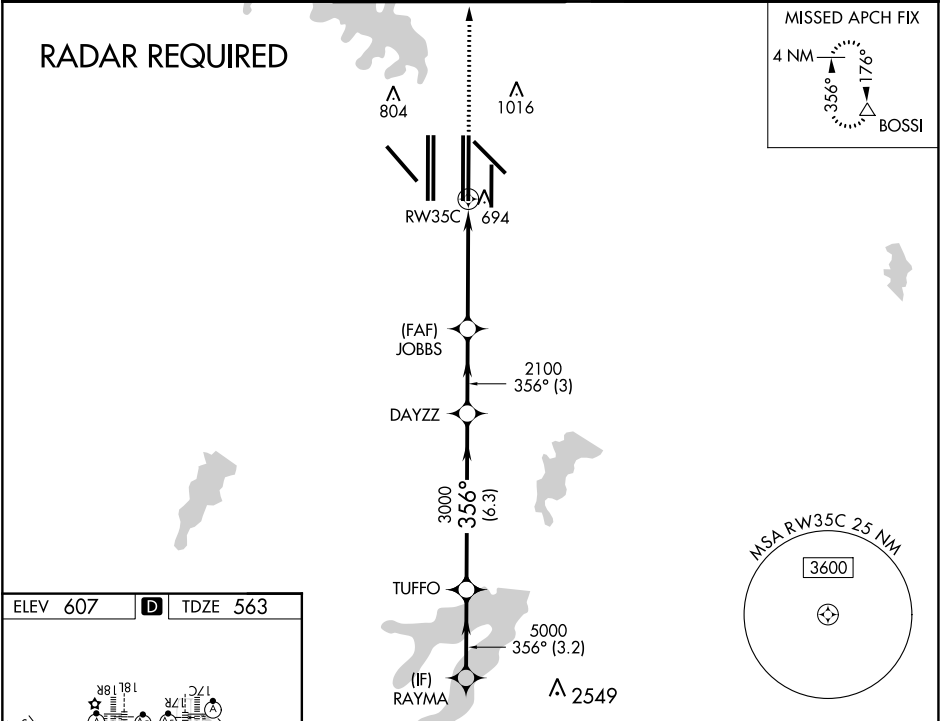 RADAR REQUIRED
MISSED APCH FIX
4 NM
356°
176°
BOSSI
804
1016
RW35C
694
(FAF)
JOBBS
2100
356° (3)
DAYZZ
3000
356°
(6.3)
MSA RW35C 25 NM
3600
TUFFO
5000
356° (3.2)
(IF)
RAYMA
2549
ELEV 607
D
TDZE 563
18R
18L
17R
17C
A